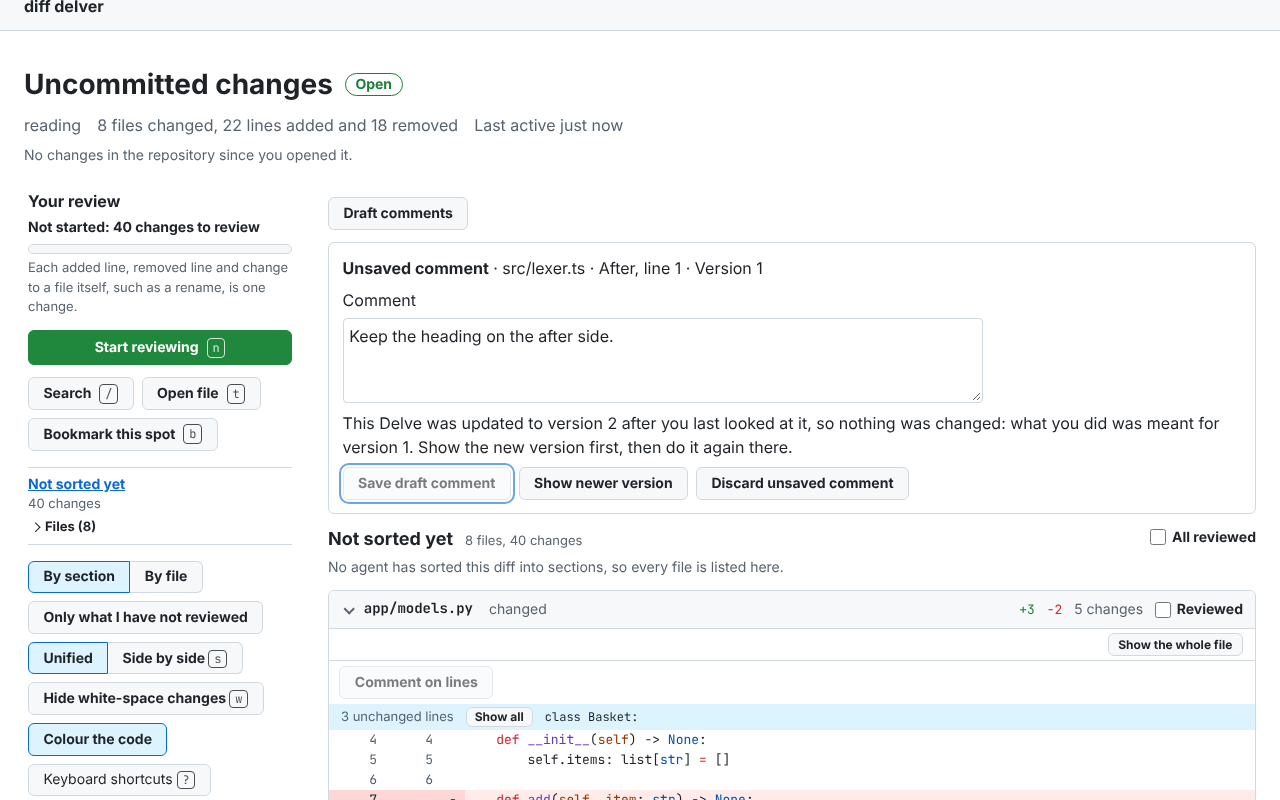 diff delver
Uncommitted changes Open
reading 8 files changed, 22 lines added and 18 removed Last active just now
No changes in the repository since you opened it.
Your review
Not started: 40 changes to review
Each added line, removed line and change
to a file itself, such as a rename, is one
change.
Start reviewing n
Search / Open file t
Bookmark this spot b
Not sorted yet
40 changes
Files (8)
By section By file
Only what I have not reviewed
Unified Side by side s
Hide white-space changes w
Colour the code
Keyboard shortcuts ?
Draft comments
Unsaved comment · src/lexer.ts · After, line 1 · Version 1
Comment
Keep the heading on the after side.
This Delve was updated to version 2 after you last looked at it, so nothing was changed: what you did was meant for
version 1. Show the new version first, then do it again there.
Save draft comment Show newer version Discard unsaved comment
Not sorted yet 8 files, 40 changes All reviewed
No agent has sorted this diff into sections, so every file is listed here.
app/models.py changed +3 -2 5 changes Reviewed
Show the whole file
Comment on lines
3 unchanged lines Show all class Basket:
4 4 def __init__(self) -> None:
5 5 self.items: list[str] = []
6 6
7 - def add(self, item: str) -> None: